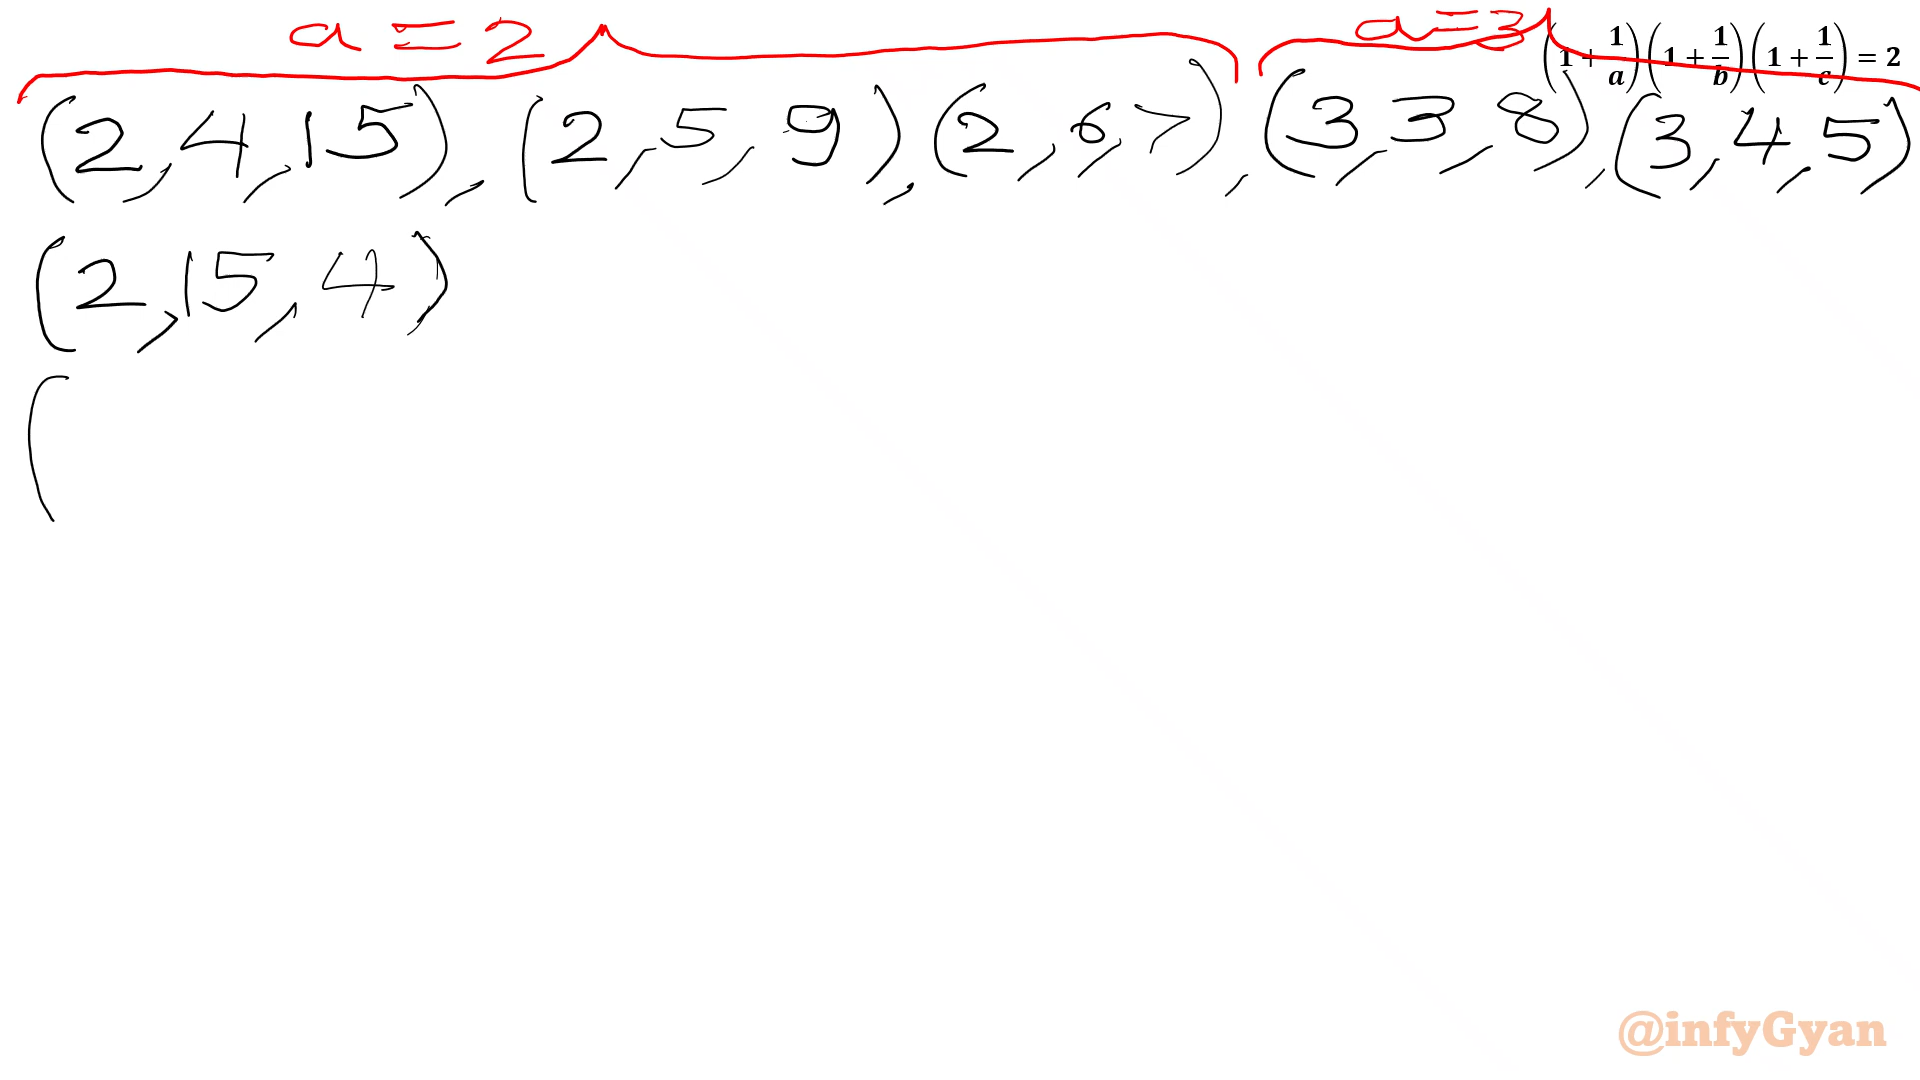 a = 2
a = 3
(1 + 1/a)(1 + 1/b)(1 + 1/c) = 2
(2,4,15), (2,5,9), (2,6,7), (3,3,8), (3,4,5)
(2,15,4)
(
@infyGyan